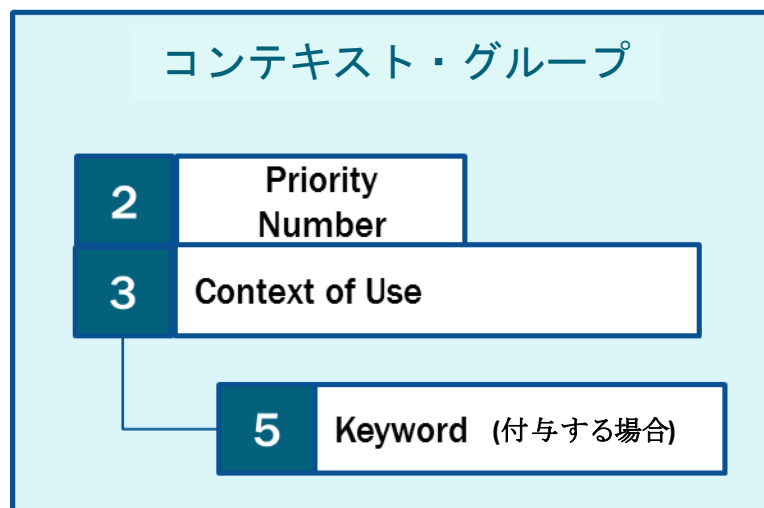 コンテキスト・グループ
2
Priority
Number
3
Context of Use
5
Keyword (付与する場合)